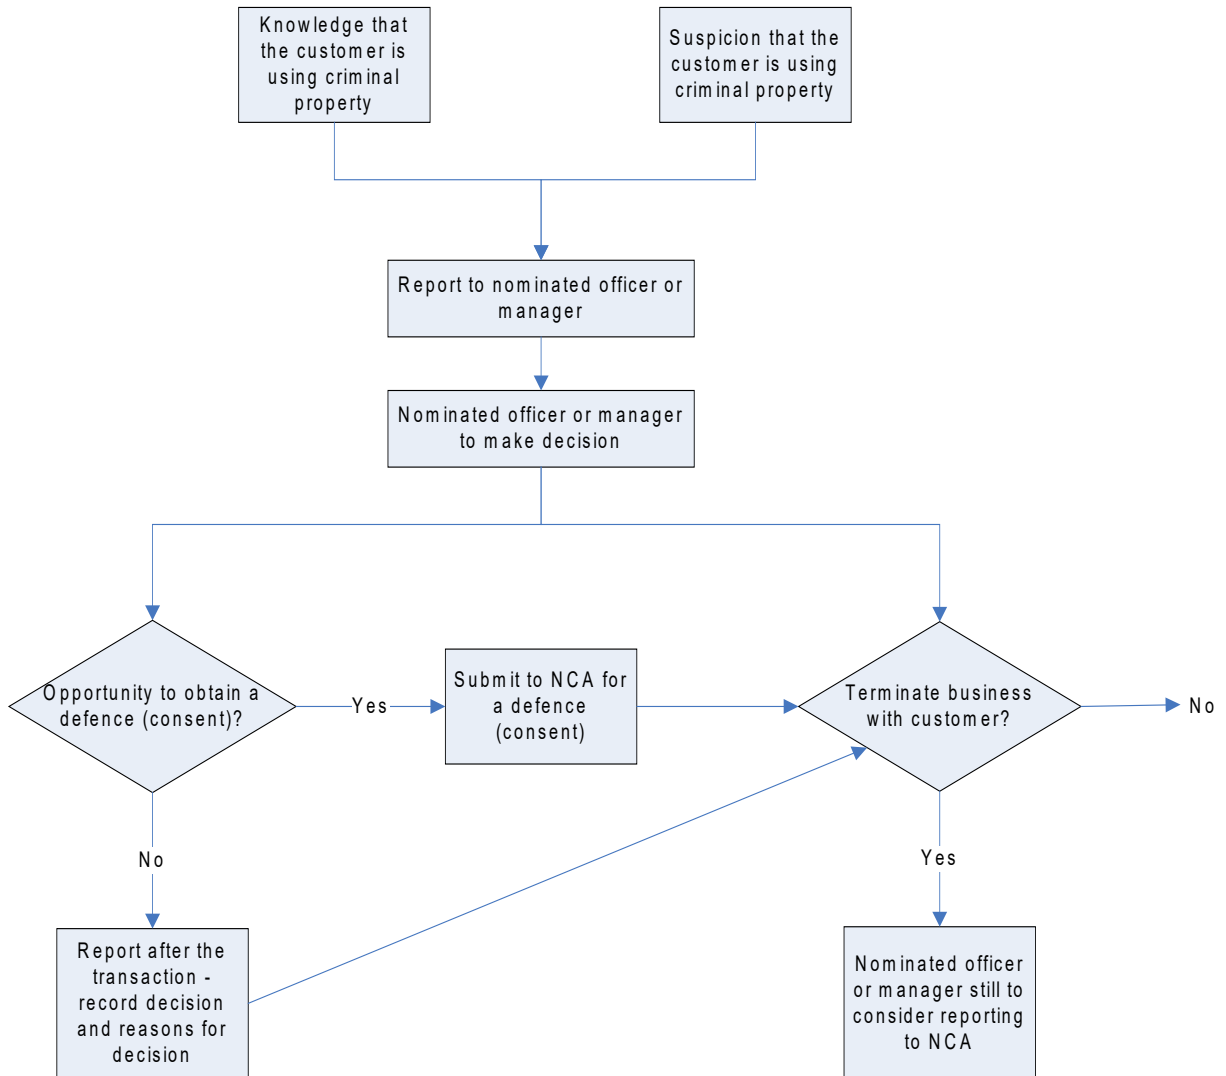 Knowledge that
the customer is
using criminal
property
Suspicion that the
customer is using
criminal property
Report to nominated officer or
manager
Nominated officer or manager
to make decision
Opportunity to obtain a
defence (consent)?
Yes
Submit to NCA for
a defence
(consent)
Terminate business
with customer?
No
No
Yes
Report after the
transaction -
record decision
and reasons for
decision
Nominated officer
or manager still to
consider reporting
to NCA